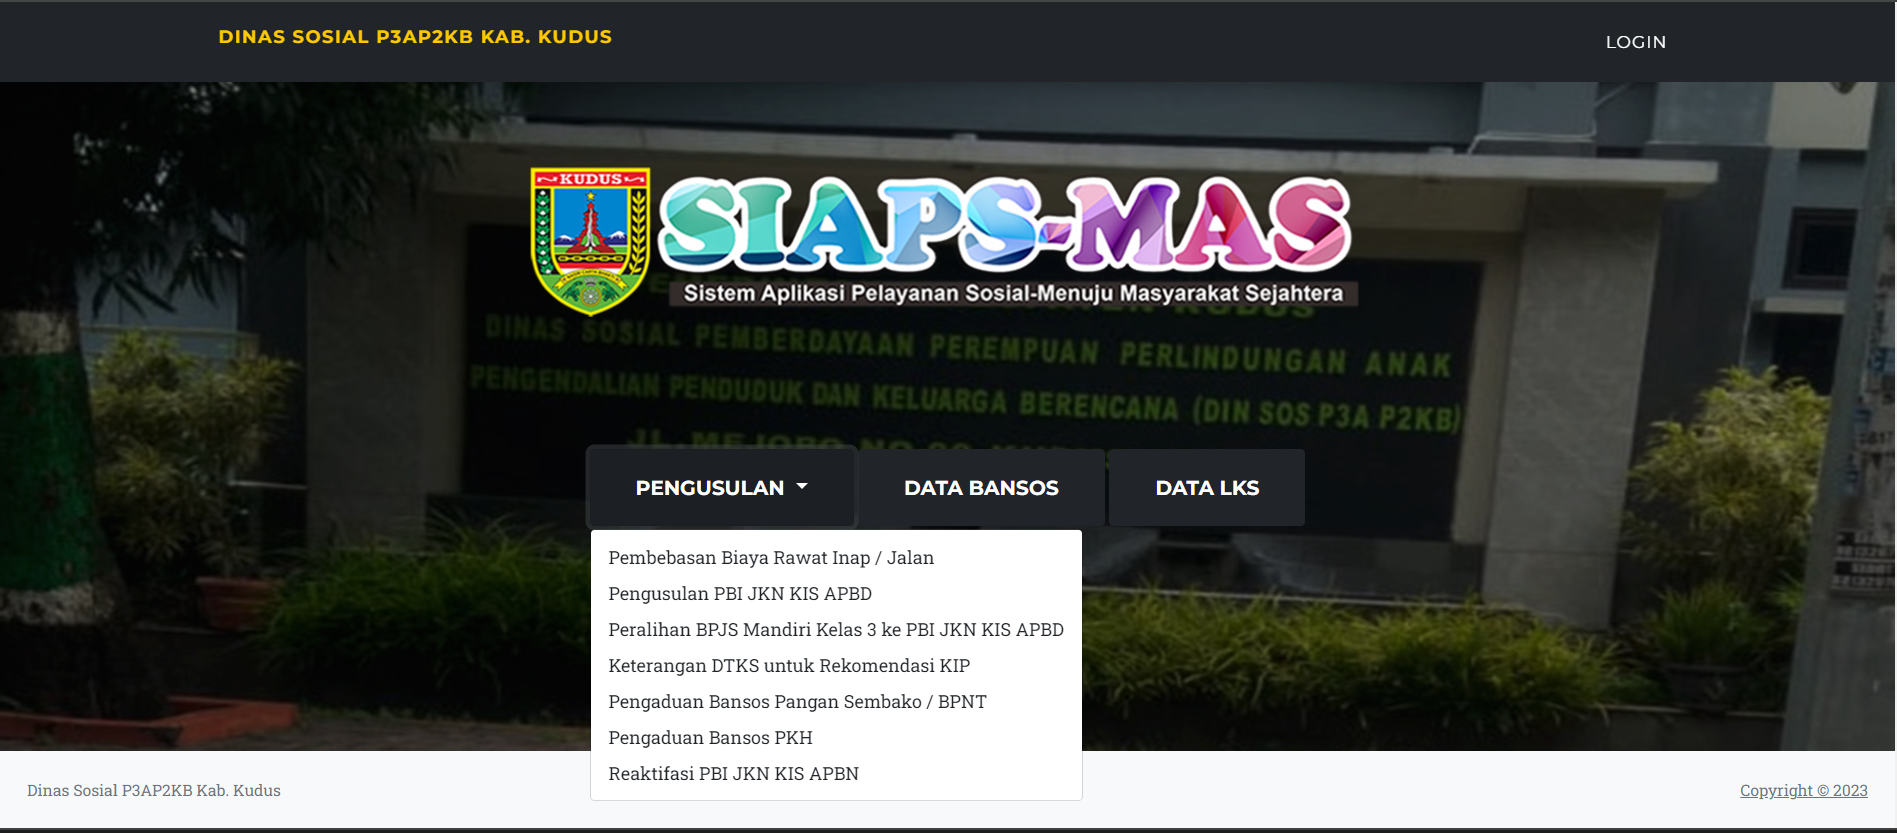 DINAS SOSIAL P3AP2KB KAB. KUDUS
LOGIN
KUDUS
SIAPS-MAS
Sistem Aplikasi Pelayanan Sosial-Menuju Masyarakat Sejahtera
KUDUS
DINAS SOSIAL PEMBERDAYAAN PEREMPUAN PERLINDUNGAN ANAK
PENGENDALIAN PENDUDUK DAN KELUARGA BERENCANA (DIN SOS P3A P2KB)
PENGUSULAN
DATA BANSOS
DATA LKS
Pembebasan Biaya Rawat Inap / Jalan
Pengusulan PBI JKN KIS APBD
Peralihan BPJS Mandiri Kelas 3 ke PBI JKN KIS APBD
Keterangan DTKS untuk Rekomendasi KIP
Pengaduan Bansos Pangan Sembako / BPNT
Pengaduan Bansos PKH
Reaktifasi PBI JKN KIS APBN
Dinas Sosial P3AP2KB Kab. Kudus
Copyright © 2023